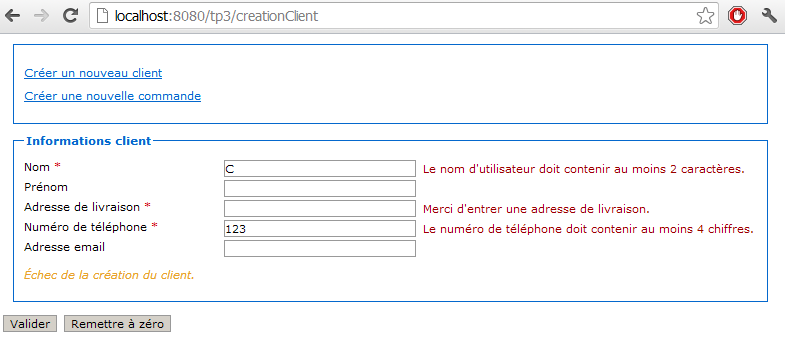 localhost:8080/tp3/creationClient
Créer un nouveau client
Créer une nouvelle commande
Informations client
Nom * C Le nom d'utilisateur doit contenir au moins 2 caractères.
Prénom
Adresse de livraison * Merci d'entrer une adresse de livraison.
Numéro de téléphone * 123 Le numéro de téléphone doit contenir au moins 4 chiffres.
Adresse email
Échec de la création du client.
Valider Remettre à zéro